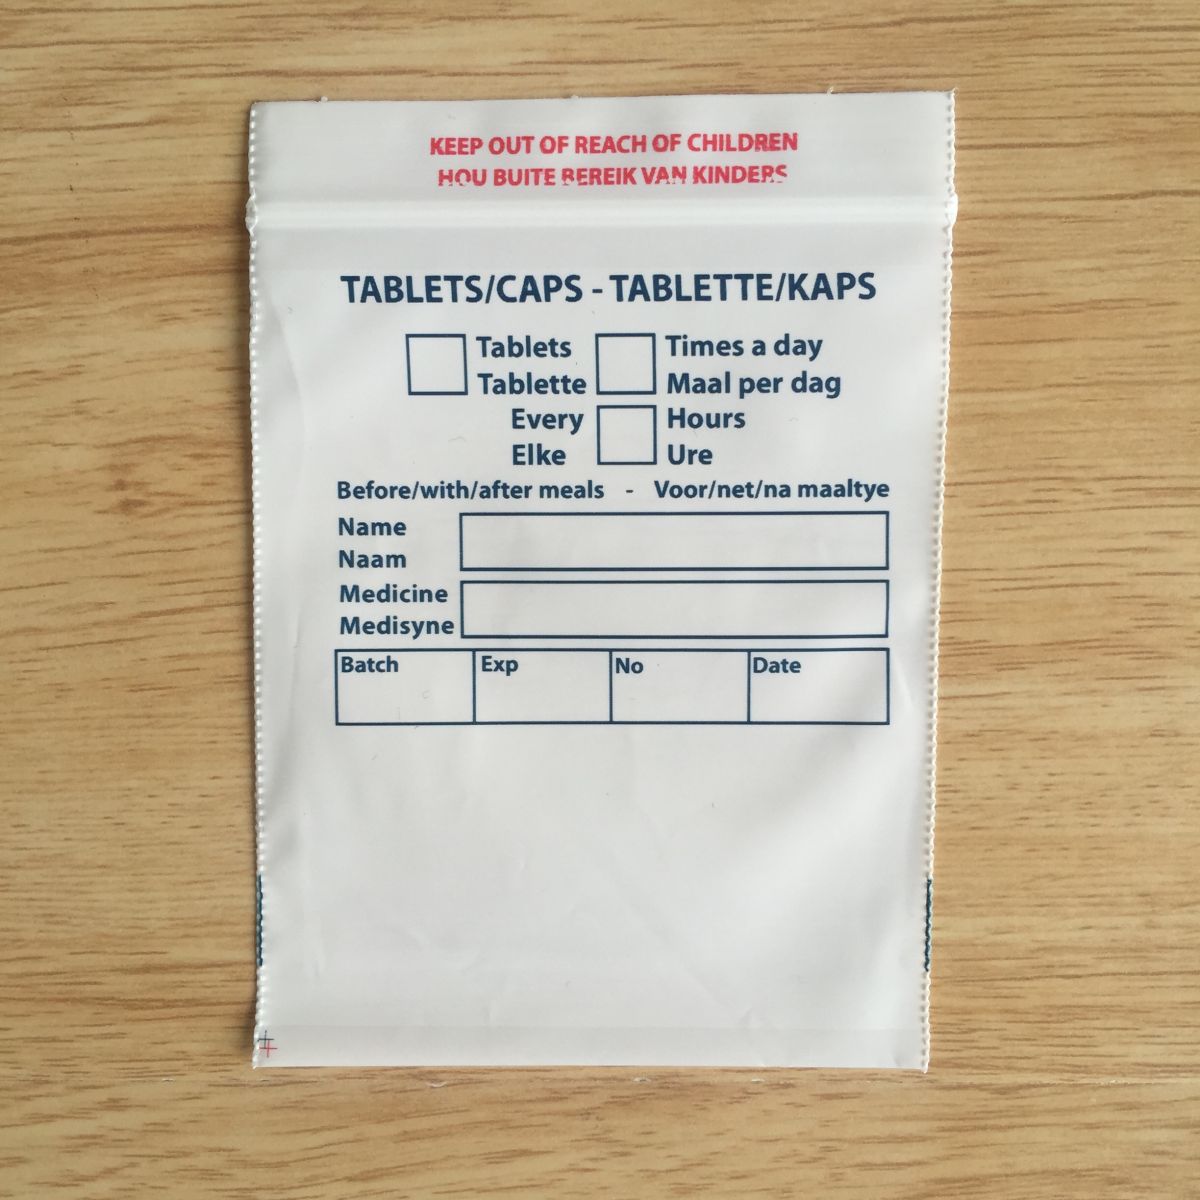 KEEP OUT OF REACH OF CHILDREN
HOU BUITE BEREIK VAN KINDERS
TABLETS/CAPS - TABLETTE/KAPS
Tablets Times a day
Tablette Maal per dag
Every Hours
Elke Ure
Before/with/after meals - Voor/net/na maaltye
Name
Naam
Medicine
Medisyne
Batch Exp No Date